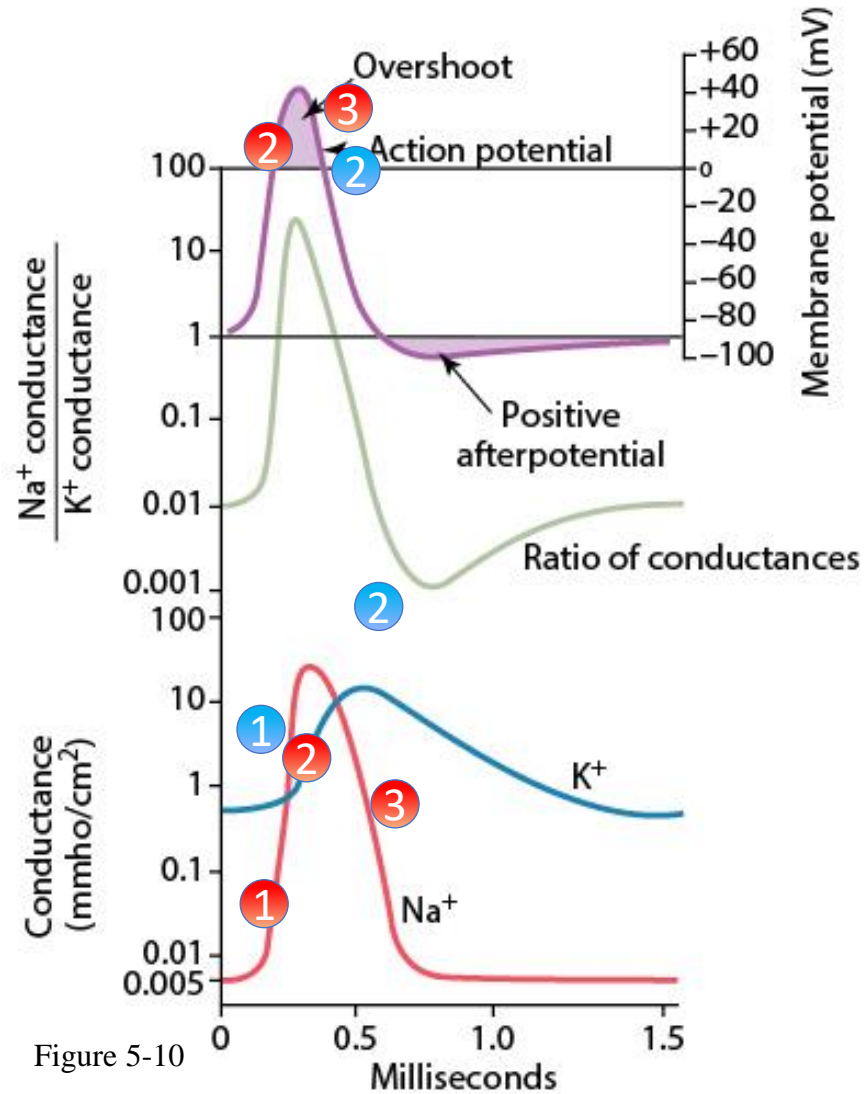 Overshoot
3
2
Action potential
2
100
10
1
0.1
0.01
0.001
Na⁺ conductance
K⁺ conductance
+60
+40
+20
0
−20
−40
−60
−80
−100
Membrane potential (mV)
Positive
afterpotential
Ratio of conductances
2
100
10
1
0.1
0.01
0.005
Conductance
(mmho/cm²)
1
2
K⁺
3
1
Na⁺
0
0.5
1.0
1.5
Milliseconds
Figure 5-10